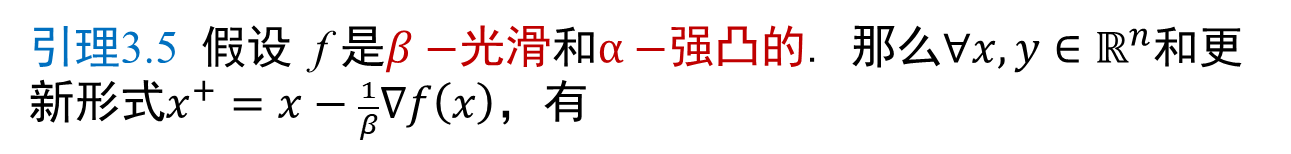 引理3.5 假设 f 是β −光滑和α −强凸的. 那么∀x, y ∈ ℝⁿ和更
新形式x⁺ = x − \frac{1}{β}∇f(x)，有